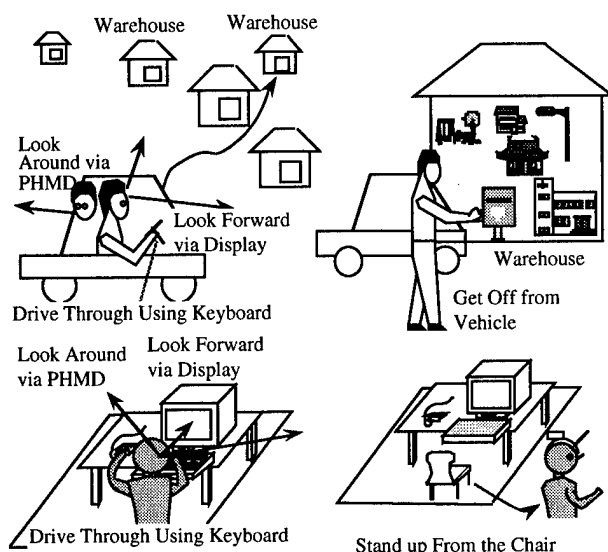 Warehouse
Warehouse
Look
Around via
PHMD
Look Forward
via Display
Drive Through Using Keyboard
Warehouse
Get Off from
Vehicle
Look Around
via PHMD
Look Forward
via Display
Drive Through Using Keyboard
Stand up From the Chair